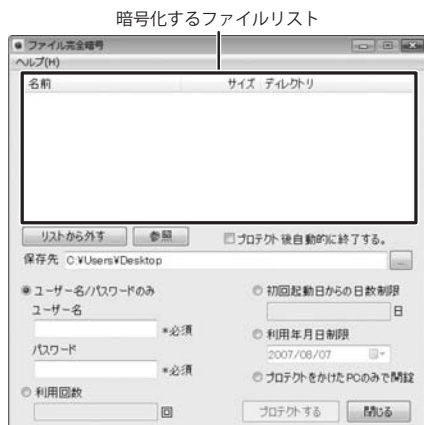 暗号化するファイルリスト
ファイル完全暗号
ヘルプ(H)
名前 サイズ ディレクトリ
リストから外す 参照 プロテクト後自動的に終了する。
保存先 C:¥Users¥Desktop ...
ユーザー名/パスワードのみ
ユーザー名
*必須
パスワード
*必須
利用回数
回
初回起動日からの日数制限
日
利用年月日制限
2007/08/07
プロテクトをかけたPCのみで開錠
プロテクトする 閉じる